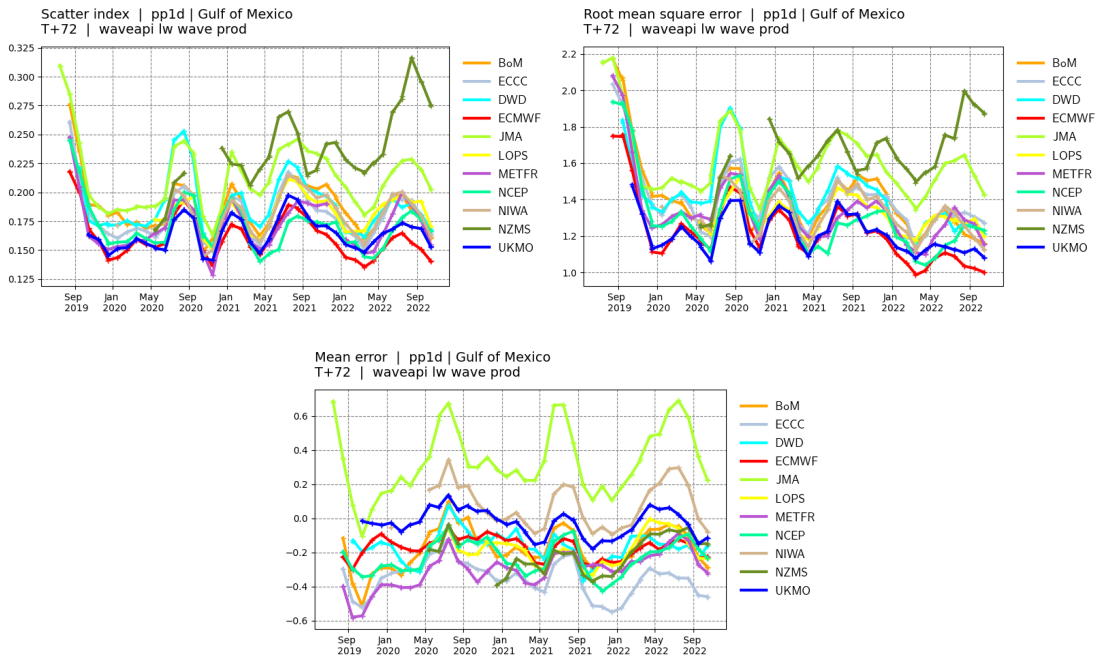 Scatter index | pp1d | Gulf of Mexico
T+72 | waveapi lw wave prod
0.325
0.300
0.275
0.250
0.225
0.200
0.175
0.150
0.125
Sep 2019
Jan 2020
May 2020
Sep 2020
Jan 2021
May 2021
Sep 2021
Jan 2022
May 2022
Sep 2022
BoM
ECCC
DWD
ECMWF
JMA
LOPS
METFR
NCEP
NIWA
NZMS
UKMO
Root mean square error | pp1d | Gulf of Mexico
T+72 | waveapi lw wave prod
2.2
2.0
1.8
1.6
1.4
1.2
1.0
Sep 2019
Jan 2020
May 2020
Sep 2020
Jan 2021
May 2021
Sep 2021
Jan 2022
May 2022
Sep 2022
BoM
ECCC
DWD
ECMWF
JMA
LOPS
METFR
NCEP
NIWA
NZMS
UKMO
Mean error | pp1d | Gulf of Mexico
T+72 | waveapi lw wave prod
0.6
0.4
0.2
0.0
−0.2
−0.4
−0.6
Sep 2019
Jan 2020
May 2020
Sep 2020
Jan 2021
May 2021
Sep 2021
Jan 2022
May 2022
Sep 2022
BoM
ECCC
DWD
ECMWF
JMA
LOPS
METFR
NCEP
NIWA
NZMS
UKMO